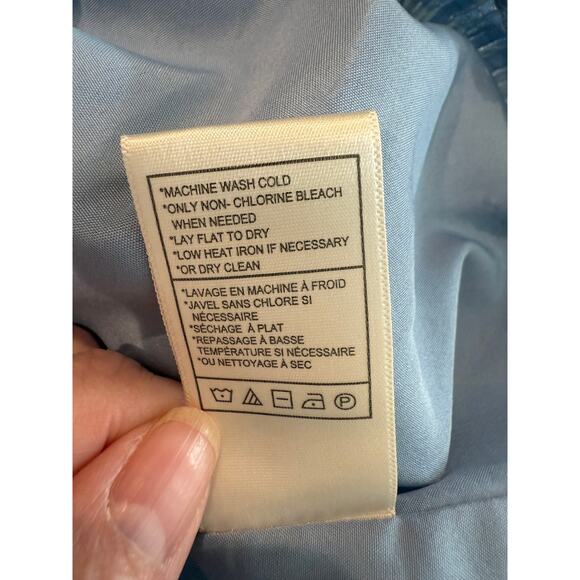 *MACHINE WASH COLD
*ONLY NON- CHLORINE BLEACH
WHEN NEEDED
*LAY FLAT TO DRY
*LOW HEAT IRON IF NECESSARY
*OR DRY CLEAN
*LAVAGE EN MACHINE À FROID
*JAVEL SANS CHLORE SI
NÉCESSAIRE
*SÉCHAGE À PLAT
*REPASSAGE À BASSE
TEMPÉRATURE SI NÉCESSAIRE
*OU NETTOYAGE À SEC
P